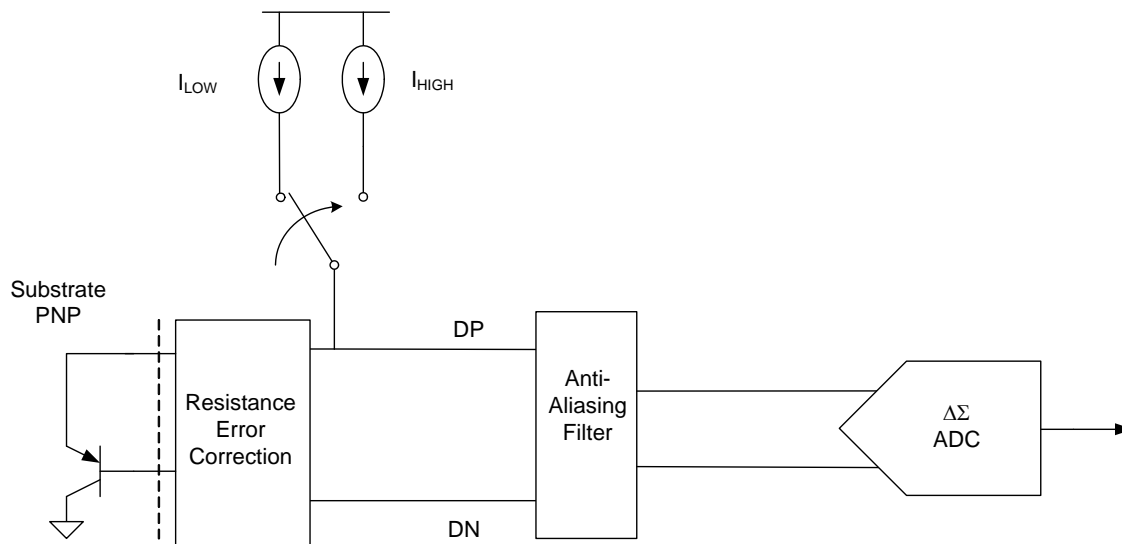 I_LOW
I_HIGH
Substrate
PNP
DP
Resistance
Error
Correction
Anti-
Aliasing
Filter
ΔΣ
ADC
DN